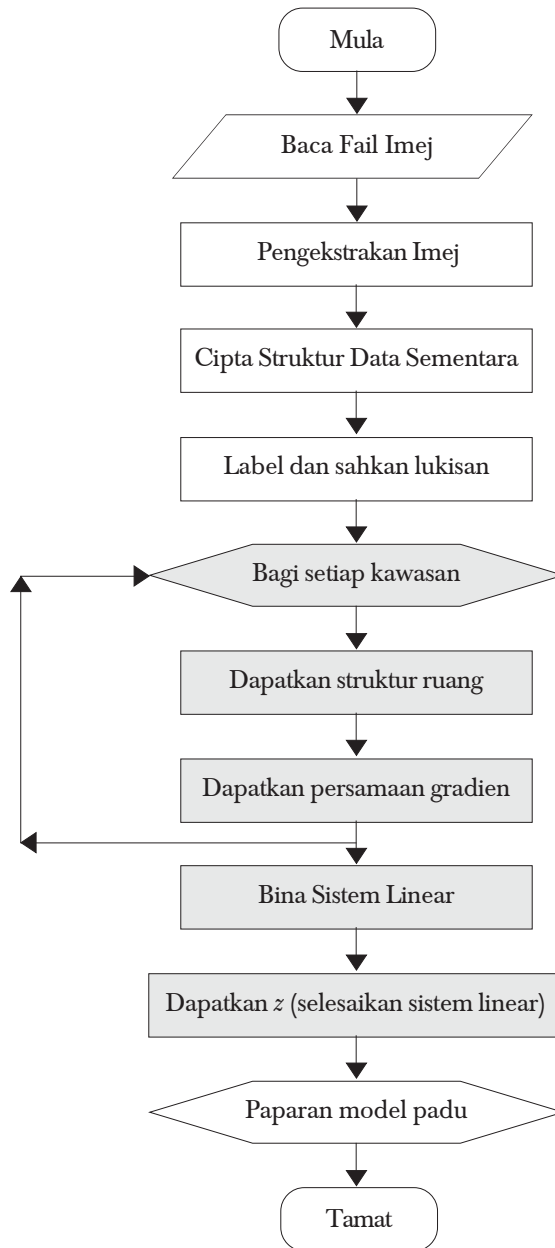 Mula
Baca Fail Imej
Pengekstrakan Imej
Cipta Struktur Data Sementara
Label dan sahkan lukisan
Bagi setiap kawasan
Dapatkan struktur ruang
Dapatkan persamaan gradien
Bina Sistem Linear
Dapatkan z (selesaikan sistem linear)
Paparan model padu
Tamat